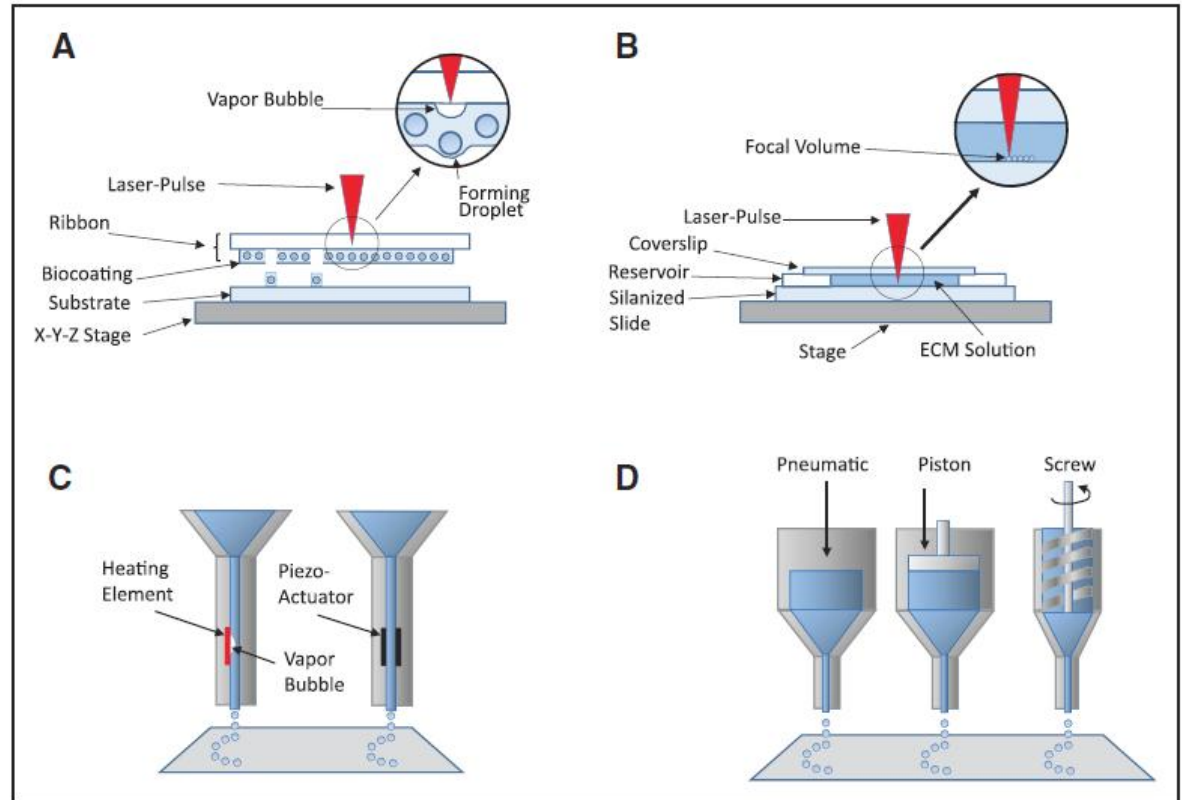 A
Vapor Bubble
Laser-Pulse
Forming
Droplet
Ribbon
Biocoating
Substrate
X-Y-Z Stage
B
Focal Volume
Laser-Pulse
Coverslip
Reservoir
Silanized
Slide
Stage
ECM Solution
C
Heating
Element
Piezo-
Actuator
Vapor
Bubble
D
Pneumatic
Piston
Screw